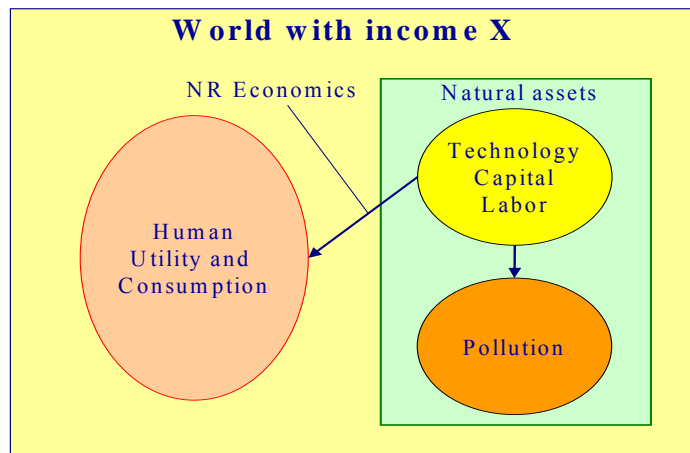 World with income X
NR Economics
Natural assets
Technology
Capital
Labor
Human
Utility and
Consumption
Pollution